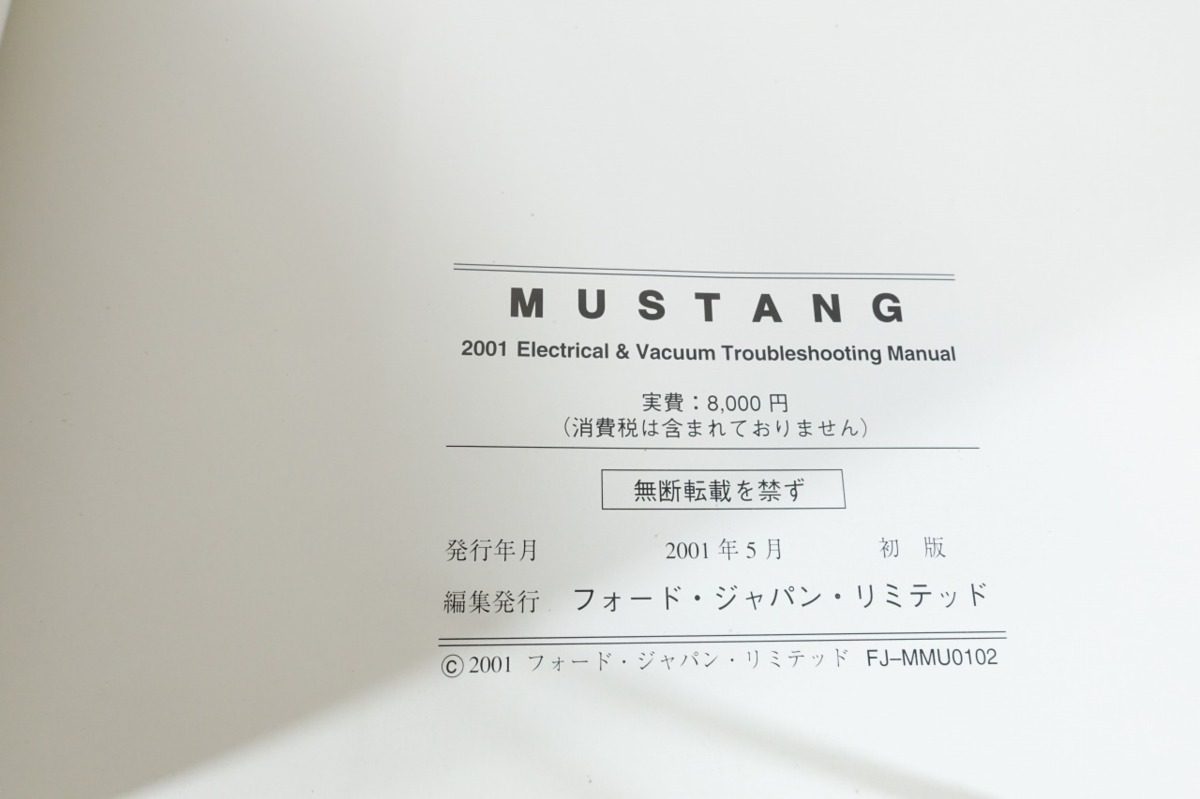 MUSTANG
2001 Electrical & Vacuum Troubleshooting Manual
実費：8,000 円
（消費税は含まれておりません）
無断転載を禁ず
発行年月 2001 年 5 月 初 版
編集発行 フォード・ジャパン・リミテッド
©2001 フォード・ジャパン・リミテッド FJ–MMU0102